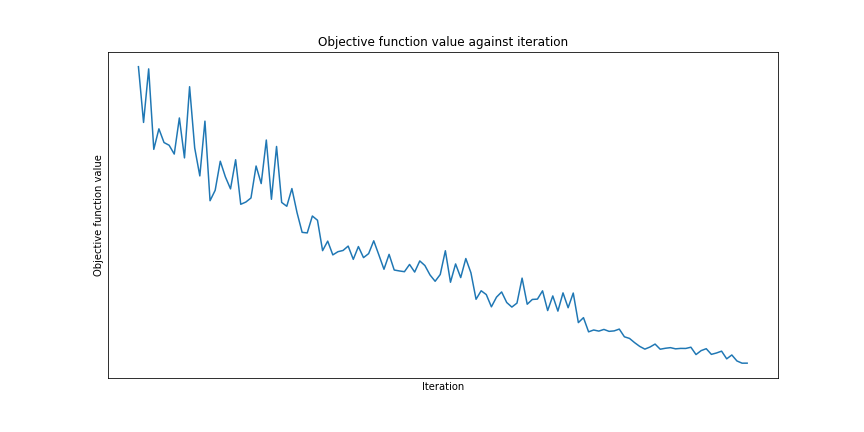 Objective function value against iteration
Objective function value
Iteration